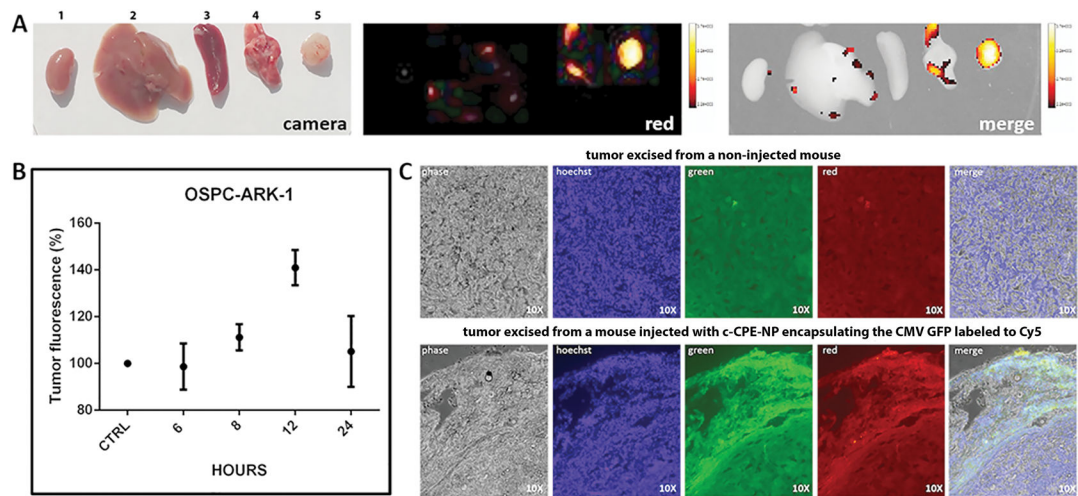 A
1 2 3 4 5
camera
red
merge
B
OSPC-ARK-1
Tumor fluorescence (%)
160
140
120
100
80
CTRL 6 8 12 24
HOURS
C
tumor excised from a non-injected mouse
phase hoechst green red merge
10X 10X 10X 10X 10X
tumor excised from a mouse injected with c-CPE-NP encapsulating the CMV GFP labeled to Cy5
phase hoechst green red merge
10X 10X 10X 10X 10X